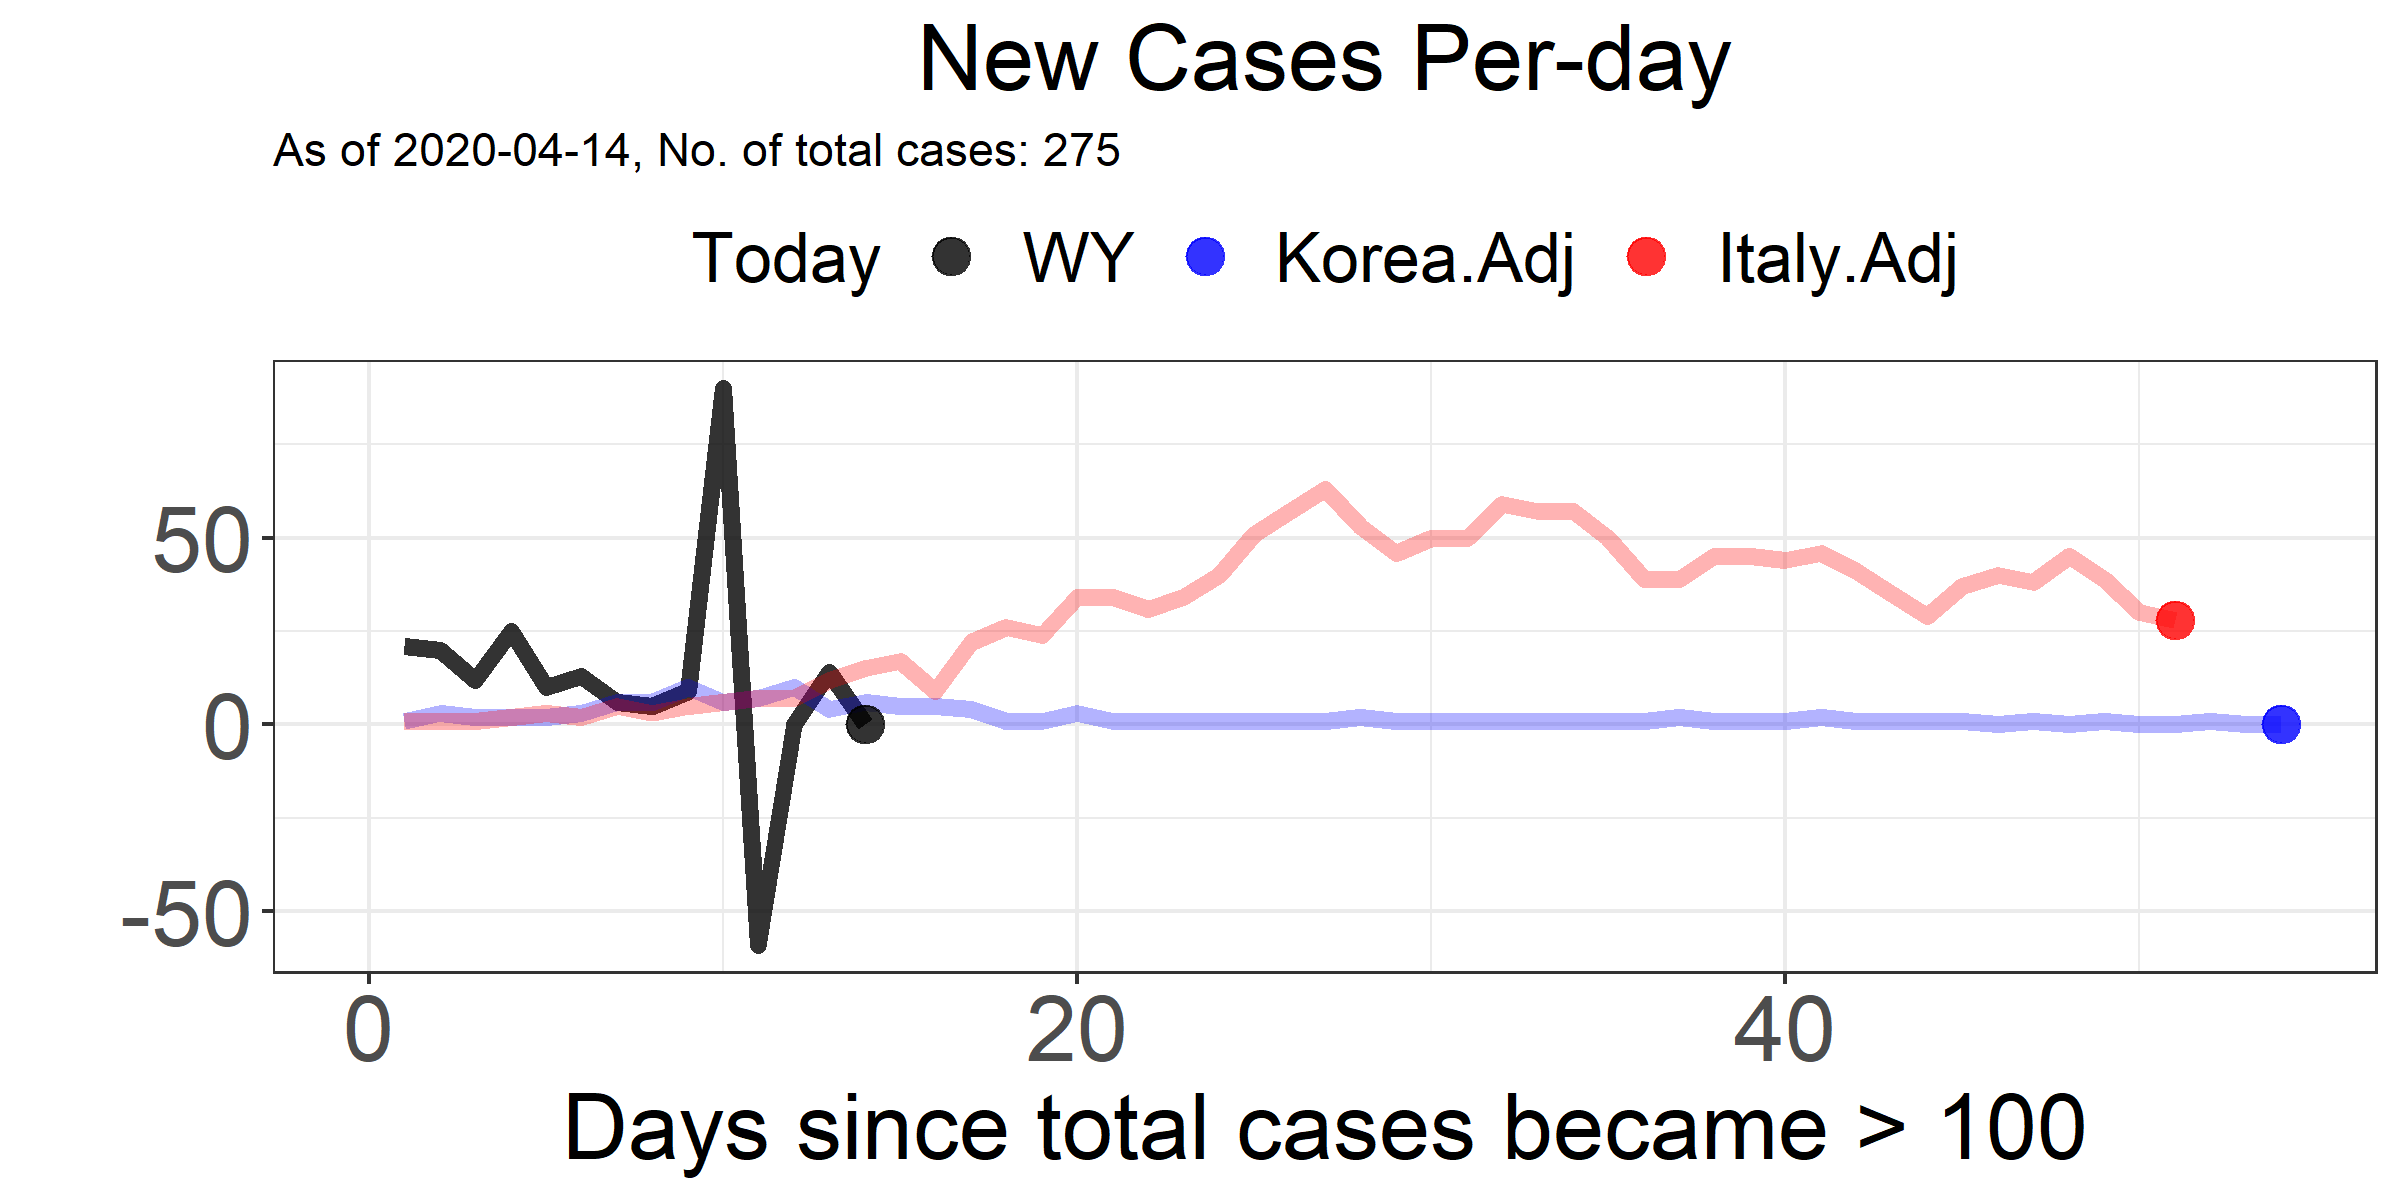 New Cases Per-day
As of 2020-04-14, No. of total cases: 275
Today WY Korea.Adj Italy.Adj
50
0
-50
0 20 40
Days since total cases became > 100